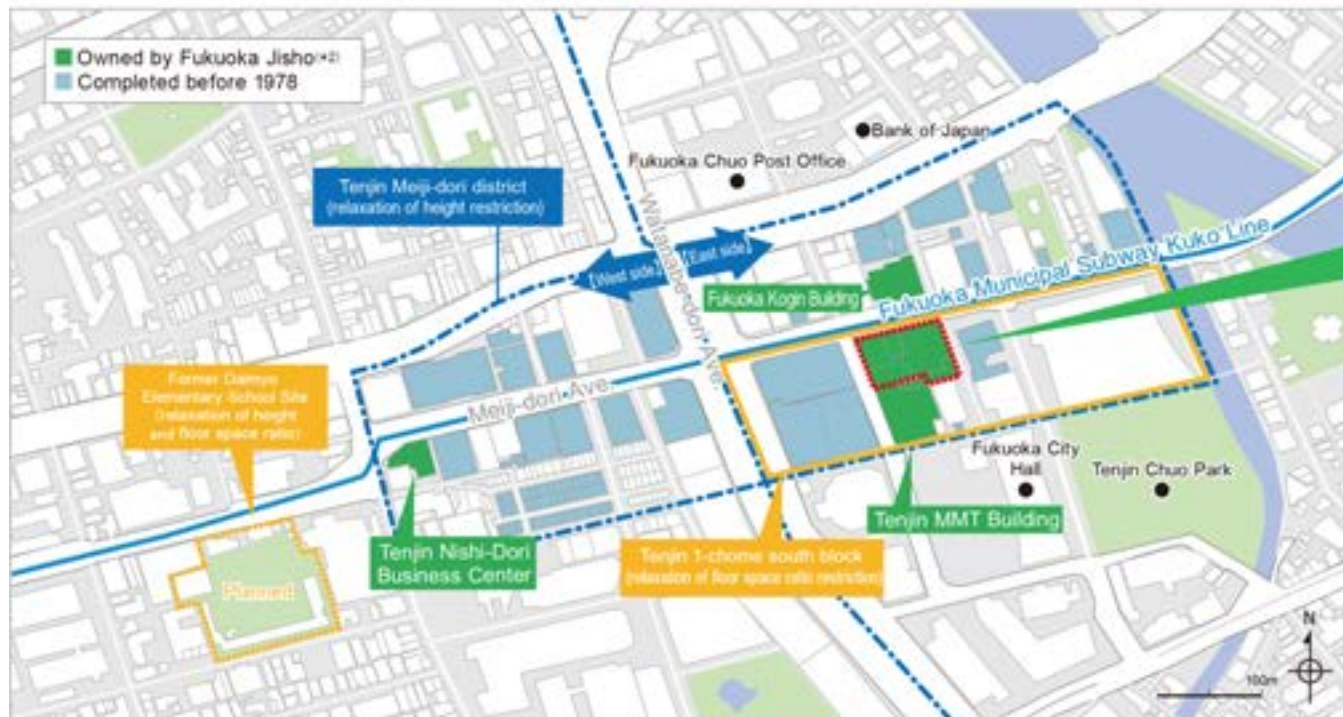 Owned by Fukuoka Jisho(*2)
Completed before 1978
Bank of Japan
Fukuoka Chuo Post Office
Tenjin Meiji-dori district
(relaxation of height restriction)
Watanabe-dori Ave.
[West side]
[East side]
Fukuoka Kogin Building
Fukuoka Municipal Subway Kuko Line
Former Daimyo
Elementary School Site
(relaxation of height
and floor space ratio)
Meiji-dori Ave
Fukuoka City
Hall
Tenjin Chuo Park
Tenjin MMT Building
Tenjin Nishi-Dori
Business Center
Tenjin 1-chome south block
(relaxation of floor space ratio restriction)
Planned
N
100m